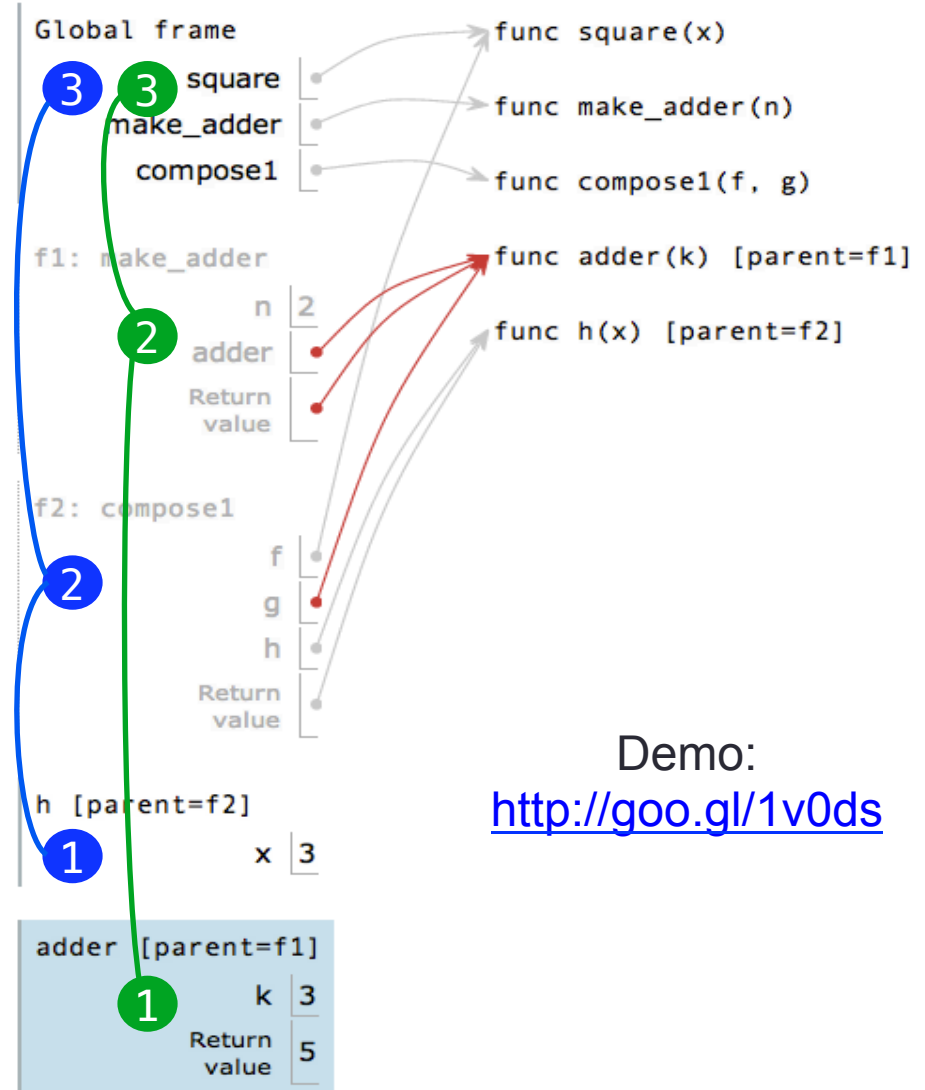 Global frame
3 3 square
make_adder
compose1
func square(x)
func make_adder(n)
func compose1(f, g)
func adder(k) [parent=f1]
func h(x) [parent=f2]
f1: make_adder
n 2
2 adder
Return
value
f2: compose1
f
2
g
h
Return
value
Demo:
http://goo.gl/1v0ds
h [parent=f2]
1 x 3
adder [parent=f1]
1 k 3
Return
value 5